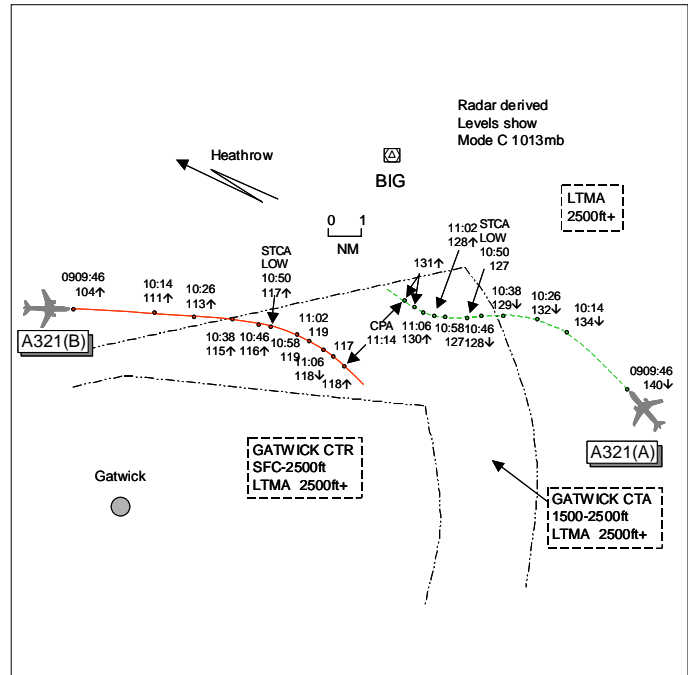 Radar derived
Levels show
Mode C 1013mb
Heathrow
BIG
LTMA
2500ft+
0 1
NM
STCA
LOW
10:50
117↑
11:02
128↑
STCA
LOW
10:50
127
131↑
0909:46
104↑
10:14
111↑
10:26
113↑
10:38
129↓
10:26
132↓
10:14
134↓
A321(B)
10:38
115↑
10:46
116↑
10:58
119
11:02
119
11:06
118↓
117
118↑
CPA
11:14
11:06
130↑
10:58
127
10:46
128↓
0909:46
140↓
A321(A)
GATWICK CTR
SFC-2500ft
LTMA 2500ft+
Gatwick
GATWICK CTA
1500-2500ft
LTMA 2500ft+